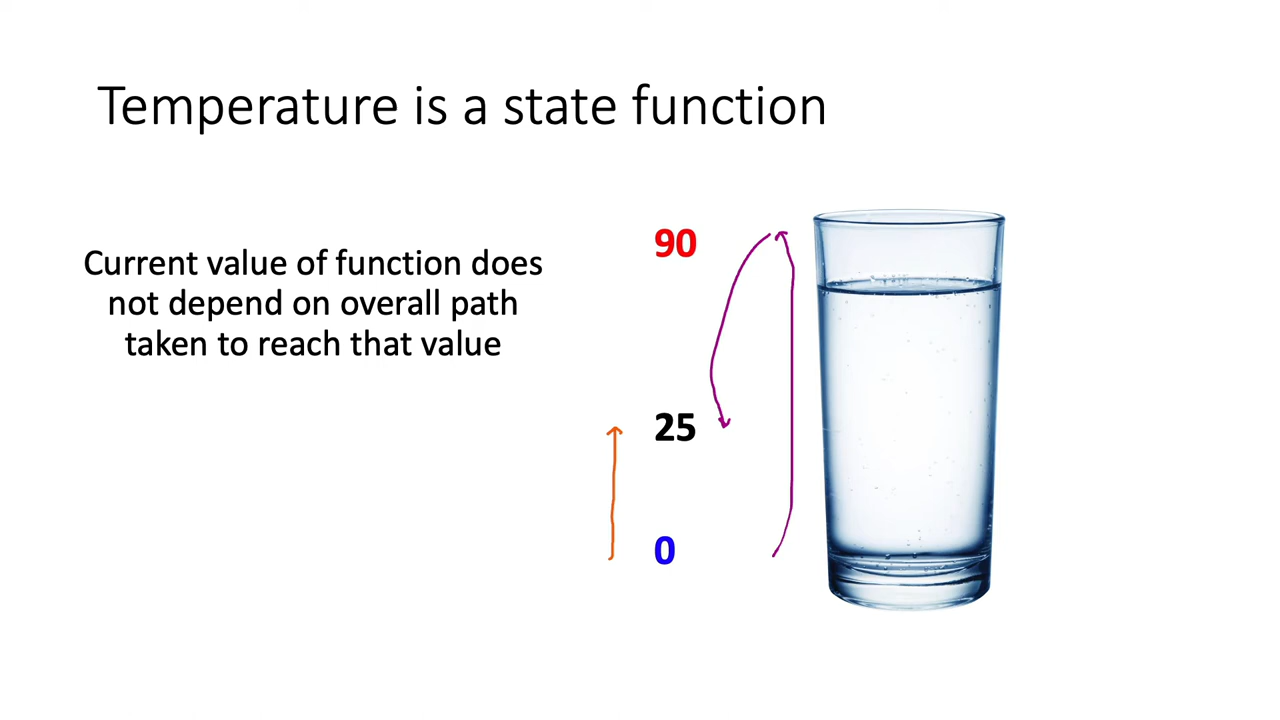 Temperature is a state function
Current value of function does
not depend on overall path
taken to reach that value
90
25
0